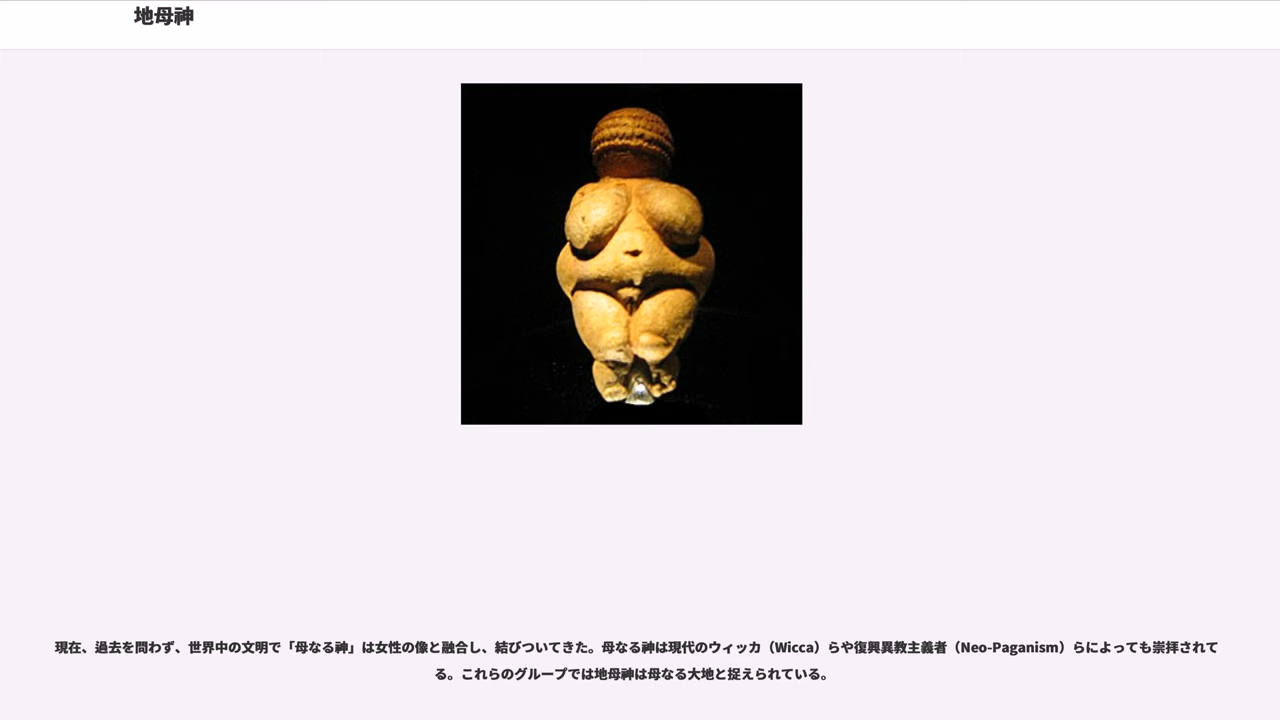 地母神
現在、過去を問わず、世界中の文明で「母なる神」は女性の像と融合し、結びついてきた。母なる神は現代のウィッカ（Wicca）らや復興異教主義者（Neo-Paganism）らによっても崇拝されて
る。これらのグループでは地母神は母なる大地と捉えられている。